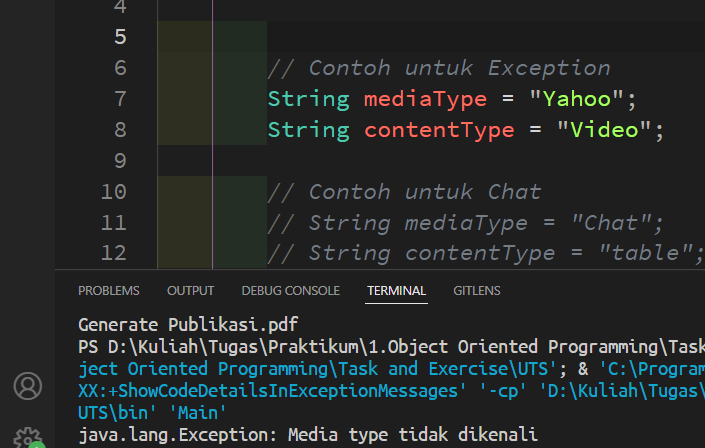 4
5
6 // Contoh untuk Exception
7 String mediaType = "Yahoo";
8 String contentType = "Video";
9
10 // Contoh untuk Chat
11 // String mediaType = "Chat";
12 // String contentType = "table";
PROBLEMS OUTPUT DEBUG CONSOLE TERMINAL GITLENS
Generate Publikasi.pdf
PS D:\Kuliah\Tugas\Praktikum\1.Object Oriented Programming\Task
ject Oriented Programming\Task and Exercise\UTS'; & 'C:\Program
XX:+ShowCodeDetailsInExceptionMessages' '-cp' 'D:\Kuliah\Tugas\
UTS\bin' 'Main'
java.lang.Exception: Media type tidak dikenali